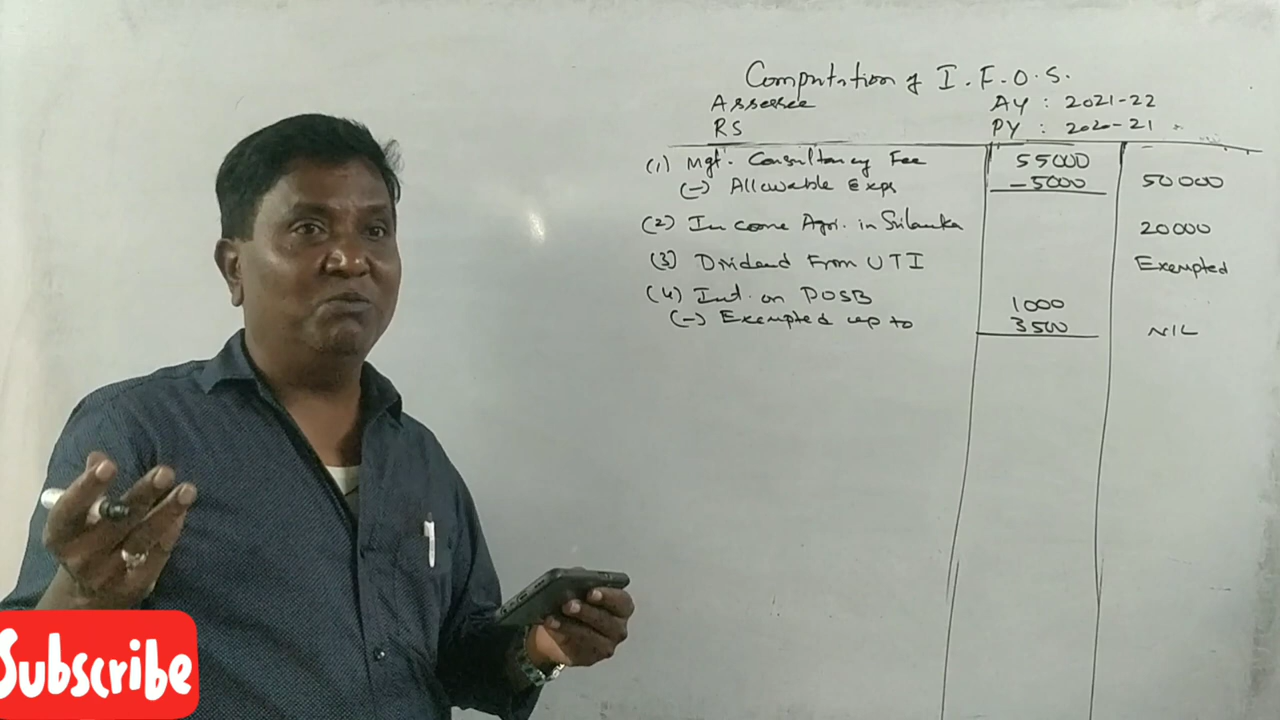 Computation of I.F.O.S.
Assessee AY : 2021-22
RS PY : 2020-21
(1) Mgt. Consultancy Fee 55000
(-) Allowable Exps -5000 50000
(2) Income Agri. in Srilanka 20000
(3) Dividend From UTI Exempted
(4) Int. on POSB 1000
(-) Exempted up to 3500 NIL
Subscribe